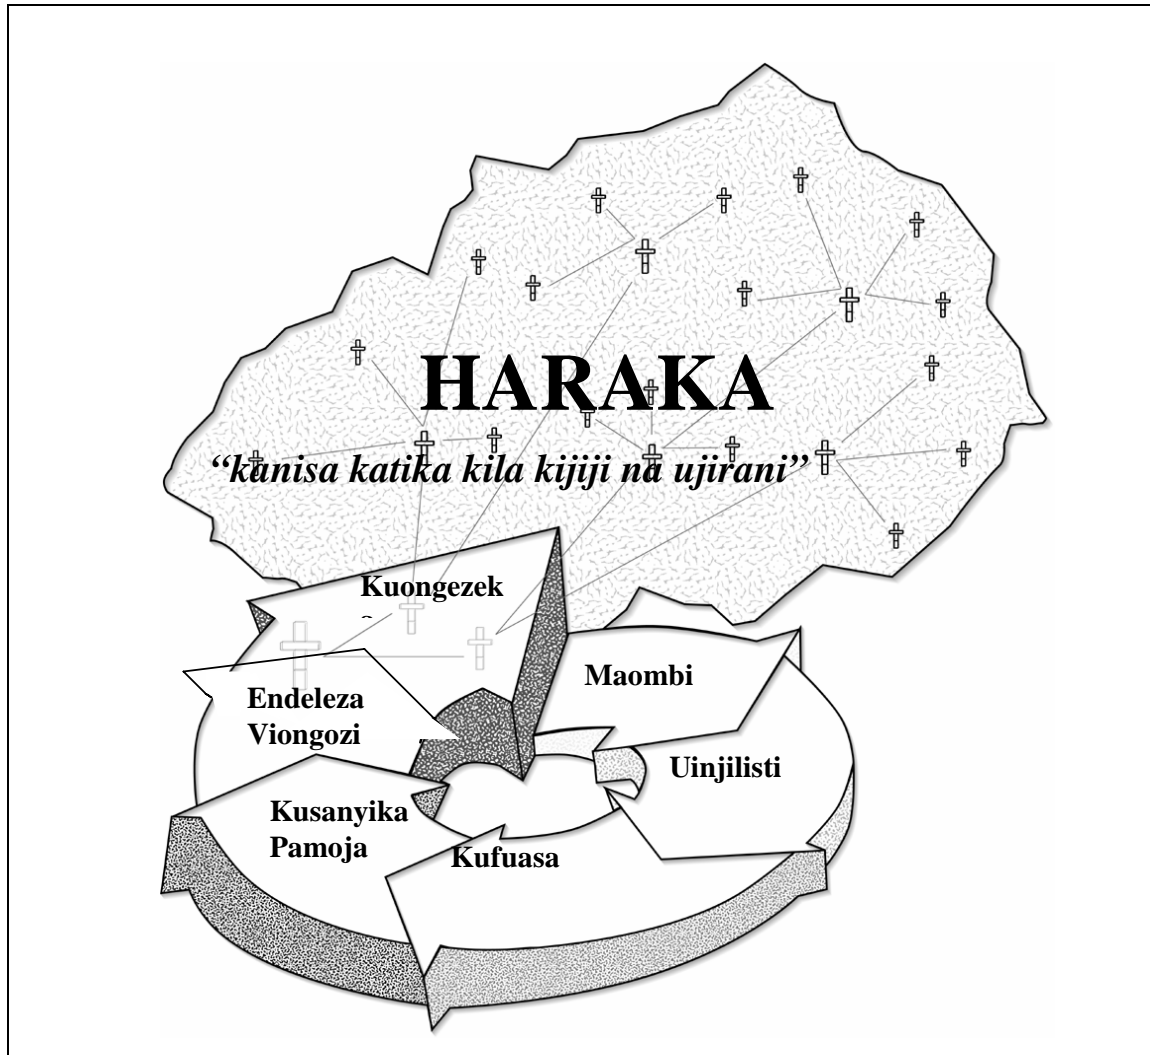 HARAKA
“kanisa katika kila kijiji na ujirani”
Kuongezek
Maombi
Endeleza
Viongozi
Uinjilisti
Kusanyika
Pamoja
Kufuasa